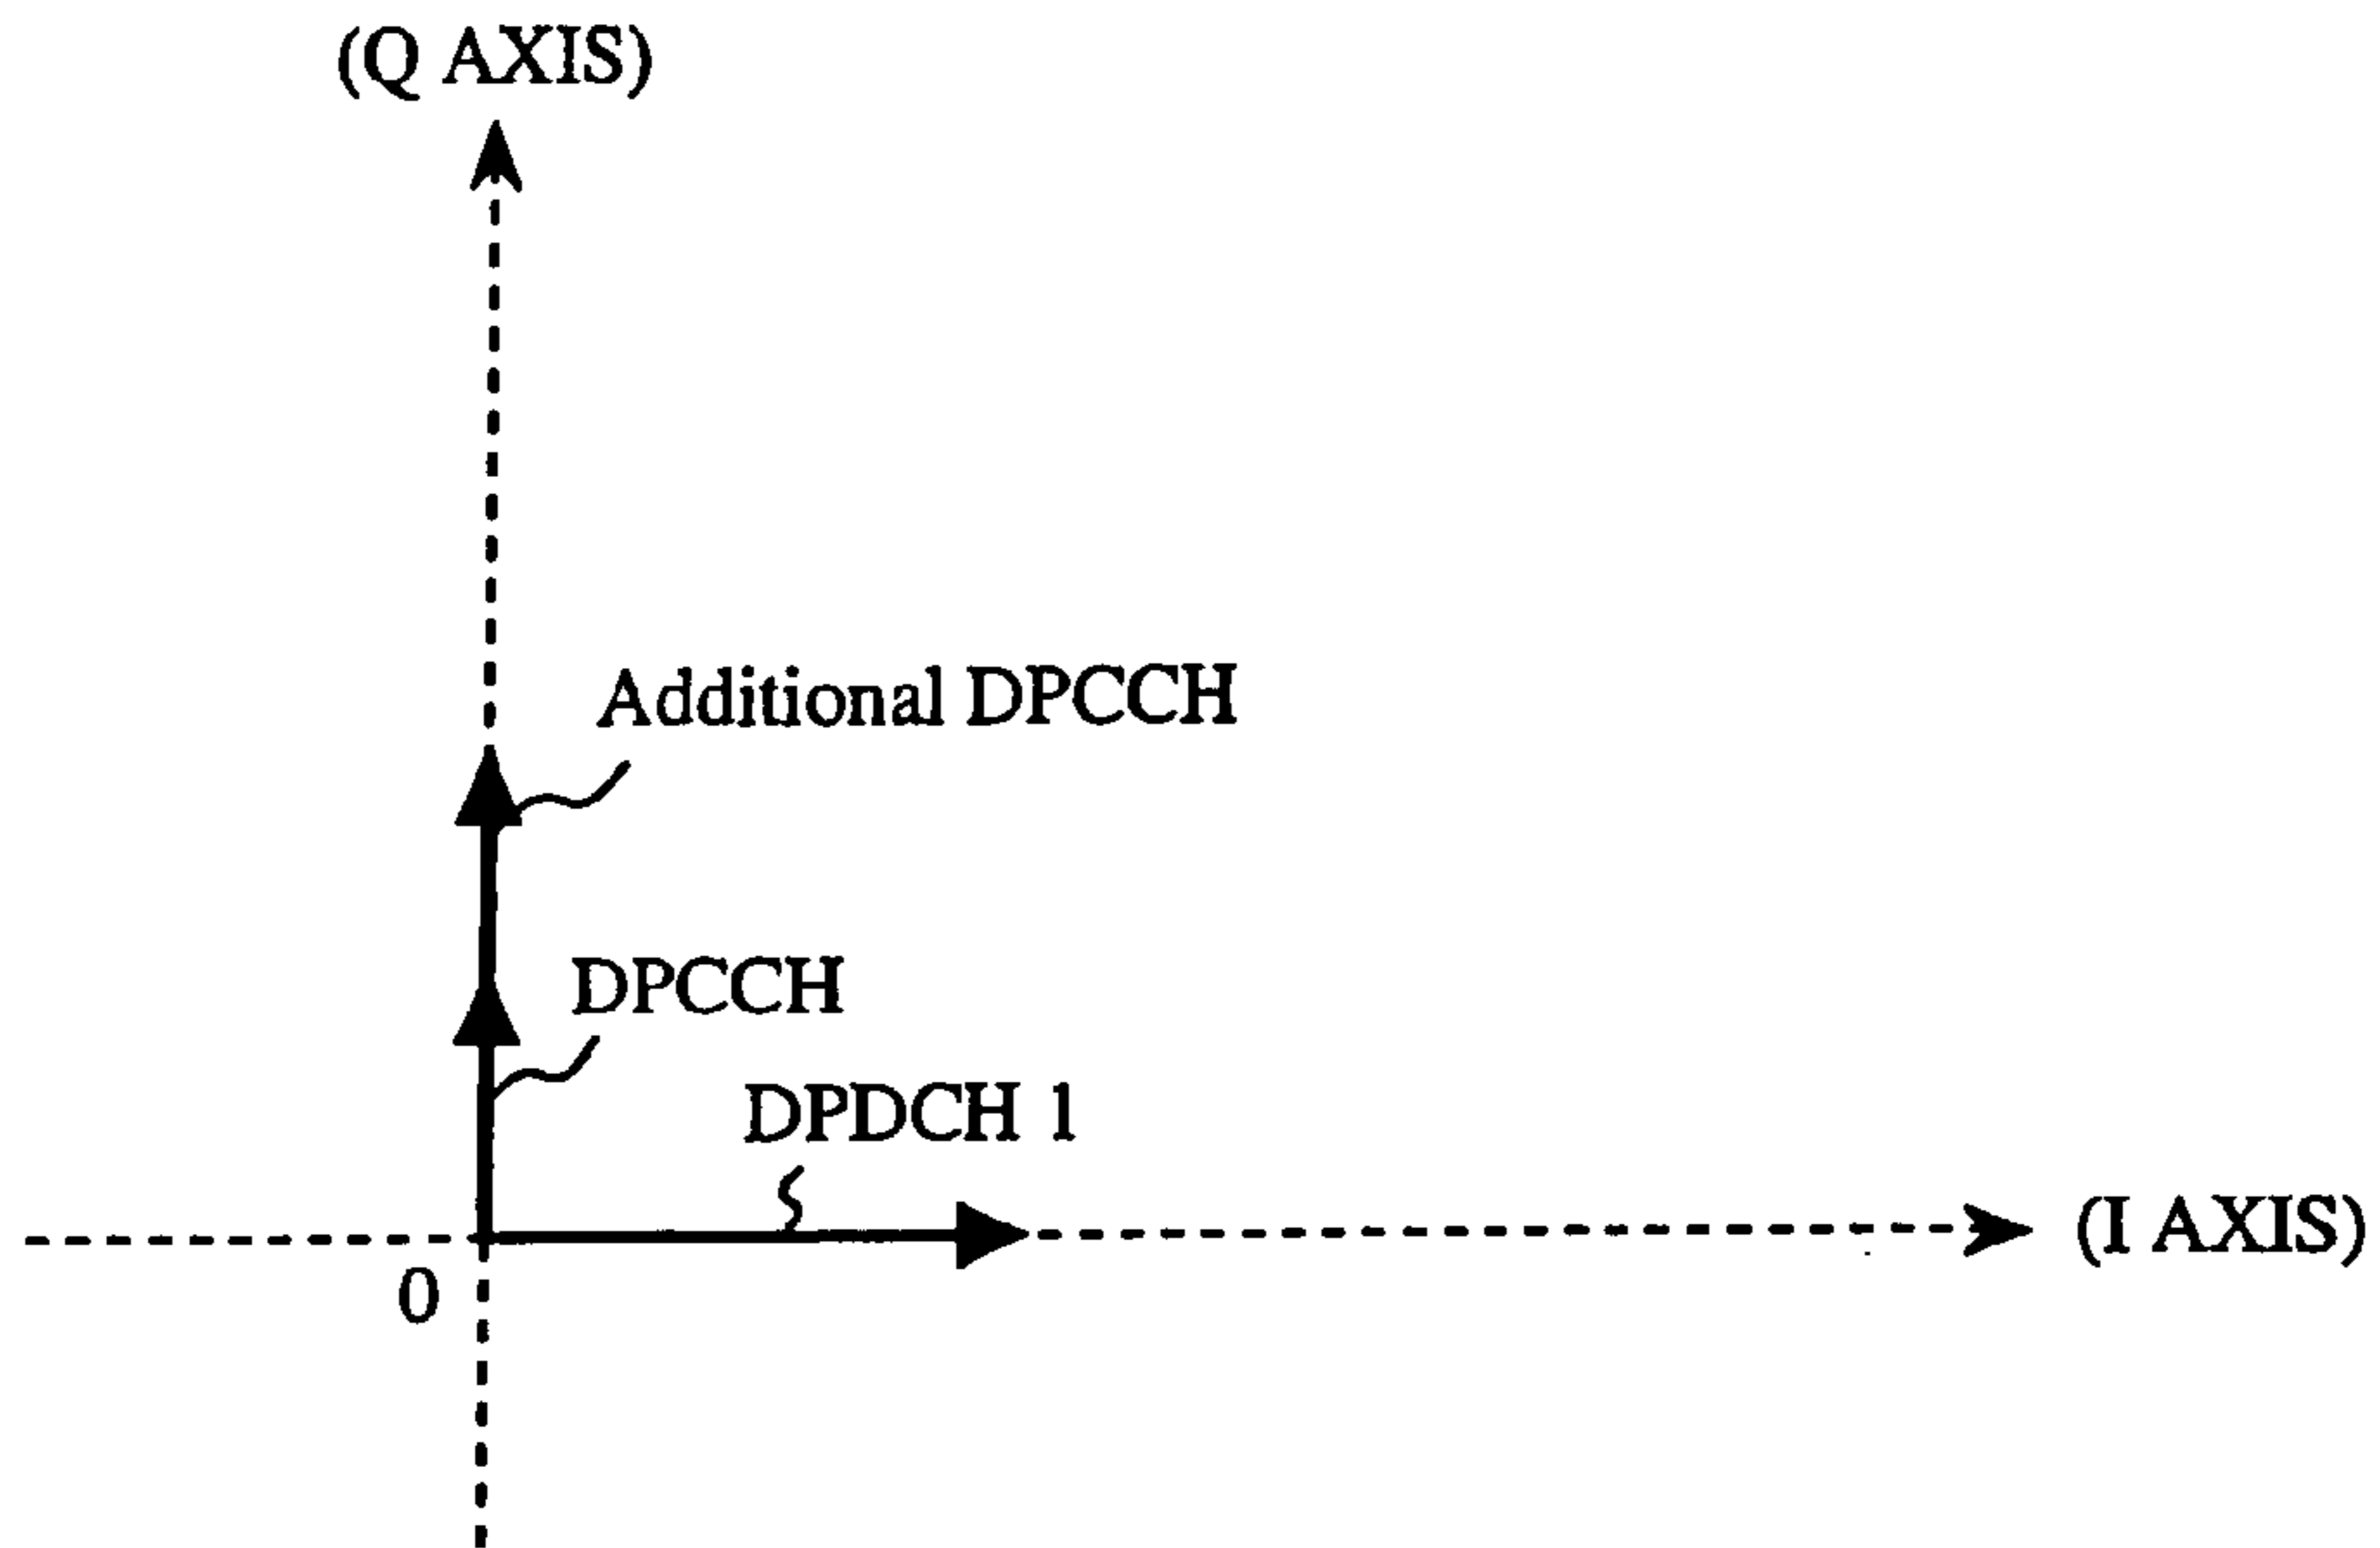 (Q AXIS)
Additional DPCCH
DPCCH
DPDCH 1
(I AXIS)
0